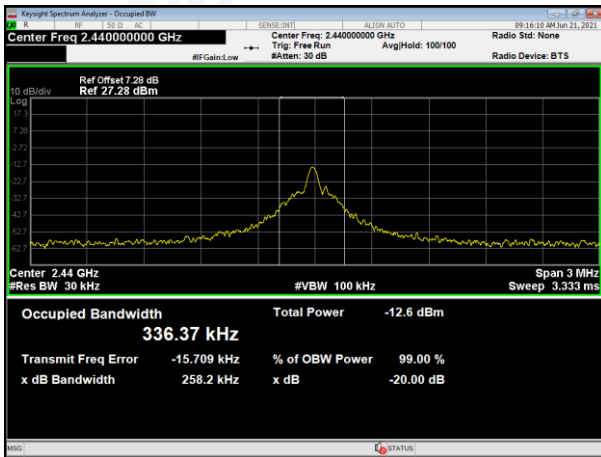 Keysight Spectrum Analyzer - Occupied BW
R RF 50 Ω AC SENSE:INT ALIGN AUTO 09:16:10 AM Jun 21, 2021
Center Freq 2.440000000 GHz Center Freq: 2.440000000 GHz Radio Std: None
Trig: Free Run Avg|Hold: 100/100
#IFGain:Low #Atten: 30 dB Radio Device: BTS
Ref Offset 7.28 dB
10 dB/div Ref 27.28 dBm
Log
17.3
7.28
-2.72
-12.7
-22.7
-32.7
-42.7
-52.7
-62.7
Center 2.44 GHz Span 3 MHz
#Res BW 30 kHz #VBW 100 kHz Sweep 3.333 ms
Occupied Bandwidth Total Power -12.6 dBm
336.37 kHz
Transmit Freq Error -15.709 kHz % of OBW Power 99.00 %
x dB Bandwidth 258.2 kHz x dB -20.00 dB
MSG STATUS